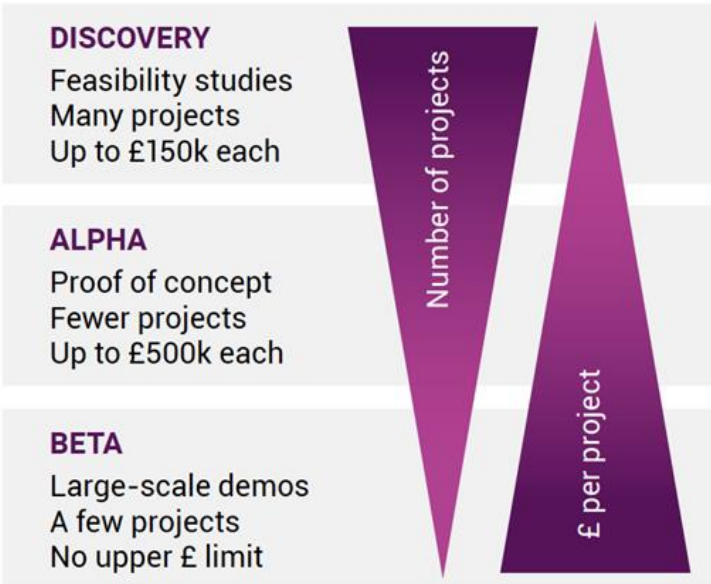 DISCOVERY
Feasibility studies
Many projects
Up to £150k each
ALPHA
Proof of concept
Fewer projects
Up to £500k each
BETA
Large-scale demos
A few projects
No upper £ limit
Number of projects
£ per project